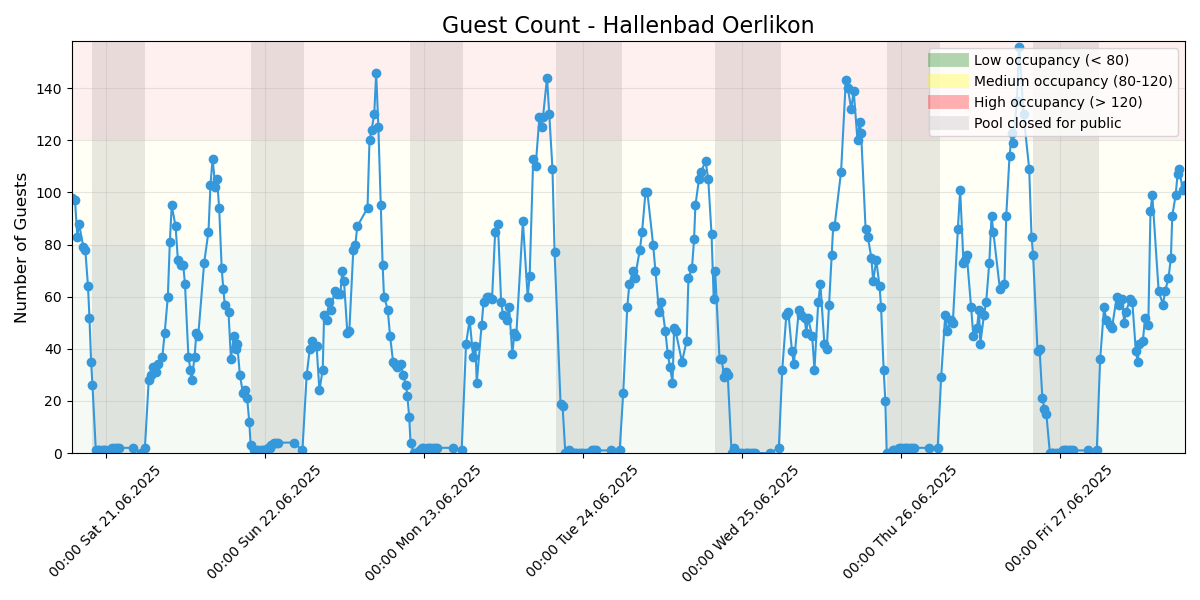 Guest Count - Hallenbad Oerlikon
Number of Guests
140
120
100
80
60
40
20
0
Low occupancy (< 80)
Medium occupancy (80-120)
High occupancy (> 120)
Pool closed for public
00:00 Sat 21.06.2025
00:00 Sun 22.06.2025
00:00 Mon 23.06.2025
00:00 Tue 24.06.2025
00:00 Wed 25.06.2025
00:00 Thu 26.06.2025
00:00 Fri 27.06.2025